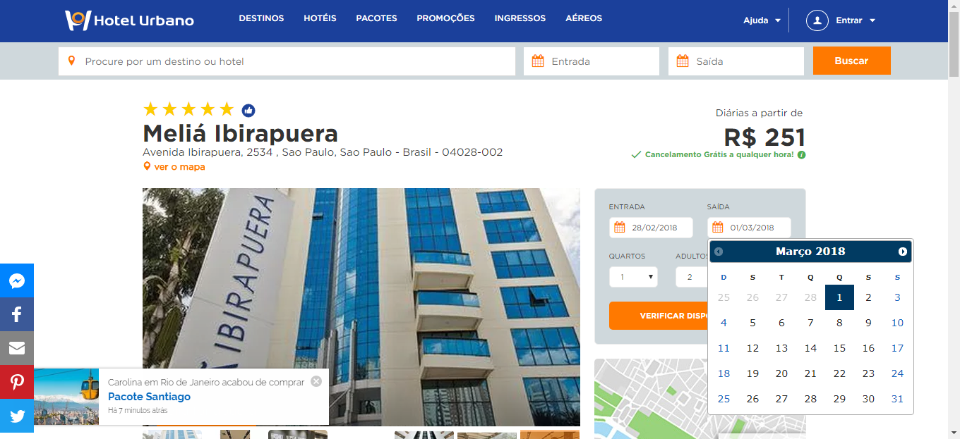 Hotel Urbano
DESTINOS HOTÉIS PACOTES PROMOÇÕES INGRESSOS AÉREOS
Ajuda Entrar
Procure por um destino ou hotel
Entrada
Saída
Buscar
Meliá Ibirapuera
Avenida Ibirapuera, 2534 , Sao Paulo, Sao Paulo - Brasil - 04028-002
ver o mapa
Diárias a partir de
R$ 251
Cancelamento Grátis a qualquer hora!
IBIRAPUERA
ENTRADA SAÍDA
28/02/2018 01/03/2018
QUARTOS ADULTOS
1 2
VERIFICAR DISP
Março 2018
D S T Q Q S S
25 26 27 28 1 2 3
4 5 6 7 8 9 10
11 12 13 14 15 16 17
18 19 20 21 22 23 24
25 26 27 28 29 30 31
Carolina em Rio de Janeiro acabou de comprar
Pacote Santiago
Há 7 minutos atrás